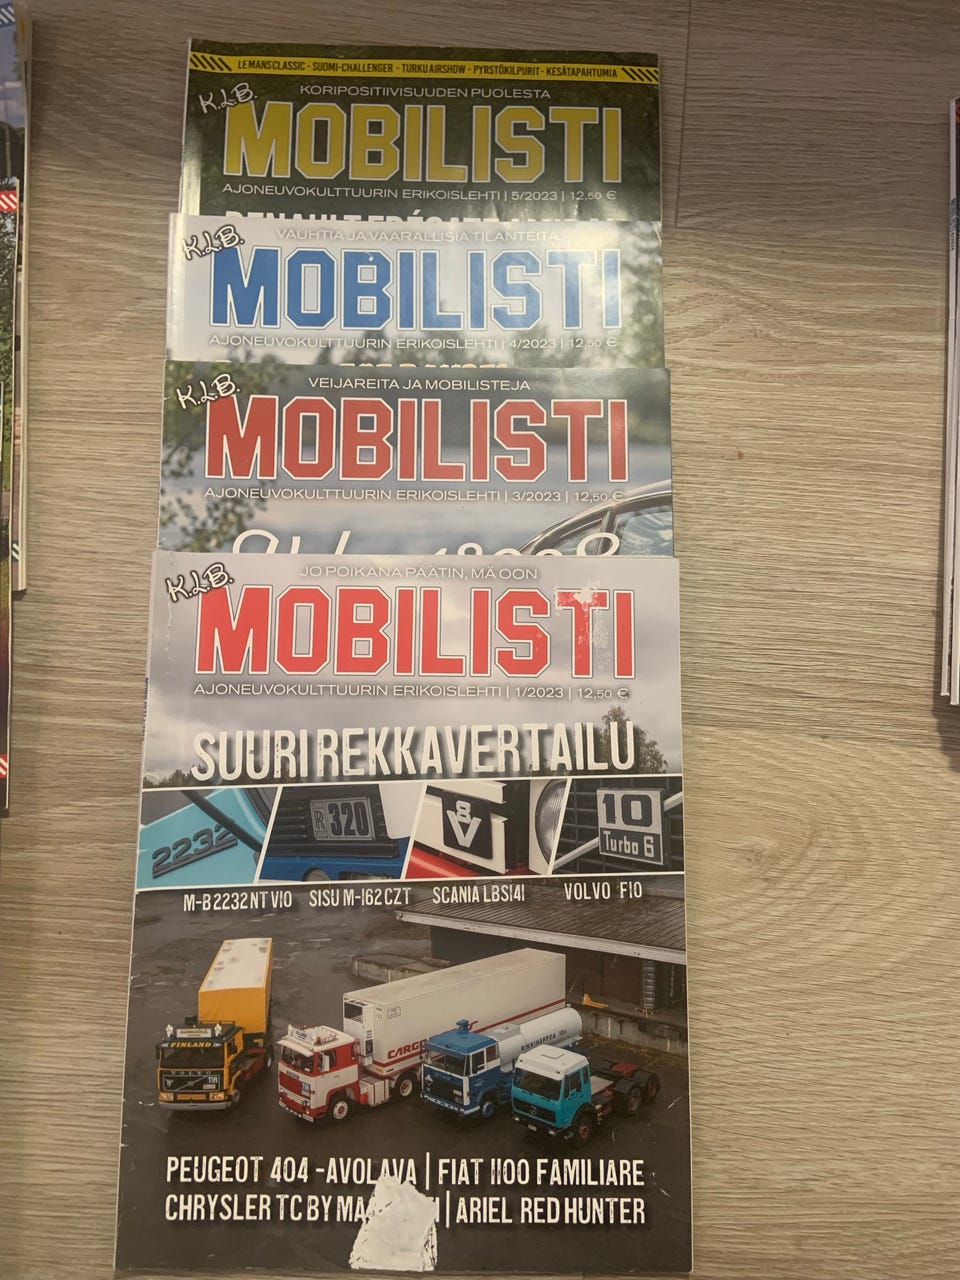 LE MANS CLASSIC - SUOMI-CHALLENGER - TURKU AIRSHOW - PYRSTÖKILPURIT - KESÄTAPAHTUMIA
KORIPOSITIIVISUUDEN PUOLESTA
K.L.B.
MOBILISTI
AJONEUVOKULTTUURIN ERIKOISLEHTI | 5/2023 | 12,50 €
VAUHTIA JA VAARALLISIA TILANTEITA
K.L.B.
MOBILISTI
AJONEUVOKULTTUURIN ERIKOISLEHTI | 4/2023 | 12,50 €
VEIJAREITA JA MOBILISTEJA
K.L.B.
MOBILISTI
AJONEUVOKULTTUURIN ERIKOISLEHTI | 3/2023 | 12,50 €
JO POIKANA PÄÄTIN, MÄ OON
K.L.B.
MOBILISTI
AJONEUVOKULTTUURIN ERIKOISLEHTI | 1/2023 | 12,50 €
SUURI REKKAVERTAILU
2232
RR 320
8 V
10
Turbo 6
M-B 2232 NT V10 SISU M-162 CZT SCANIA LBS141 VOLVO F10
FINLAND
VOLVO
TIR
CARGO
PEUGEOT 404 -AVOLAVA | FIAT 1100 FAMILIARE
CHRYSLER TC BY | ARIEL RED HUNTER